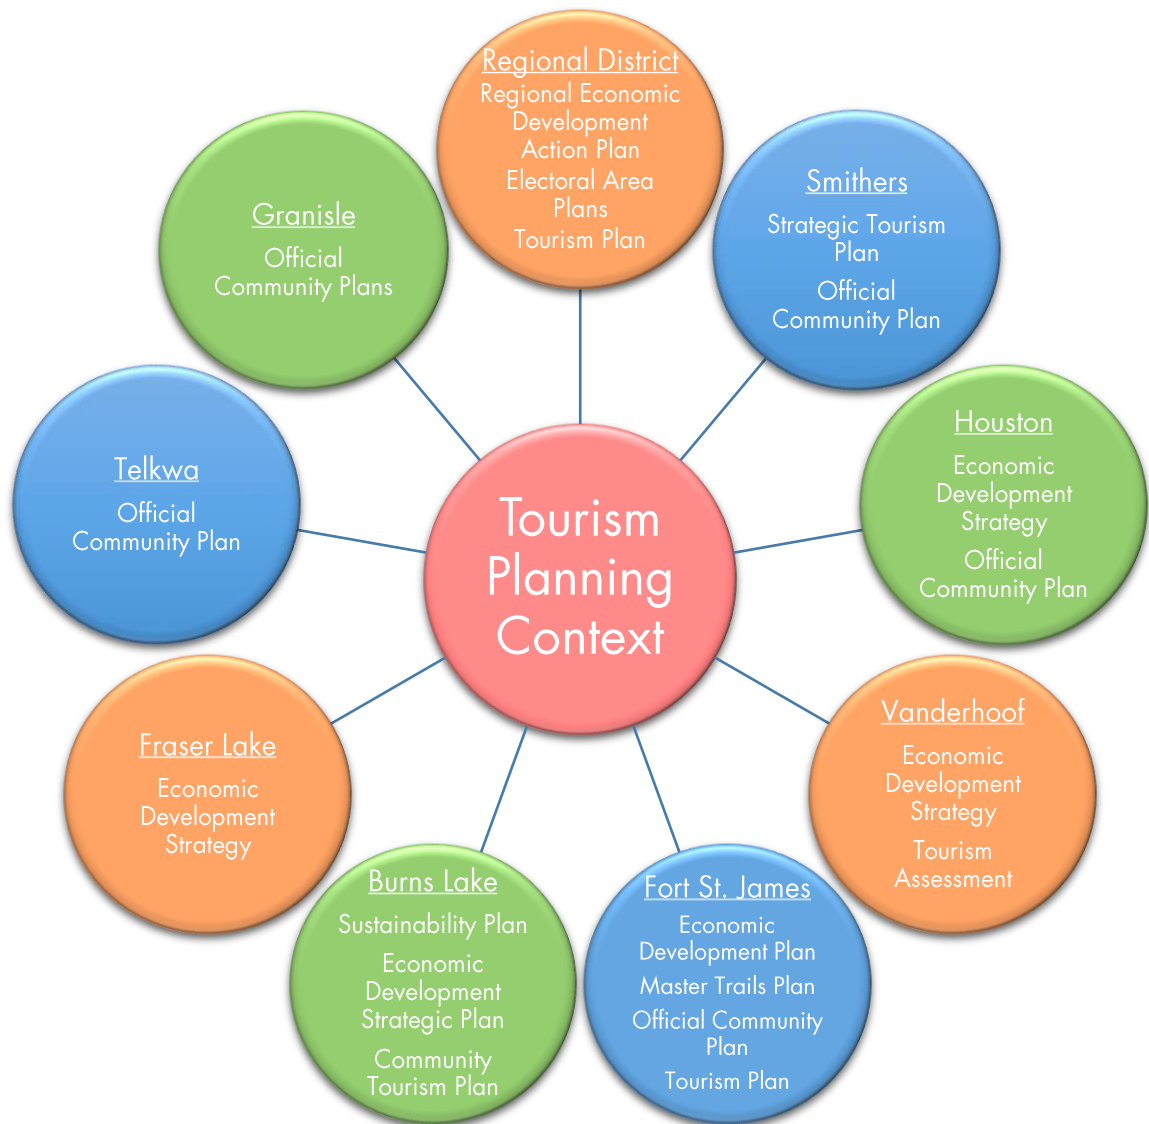 Regional District
Regional Economic
Development
Action Plan
Electoral Area
Plans
Tourism Plan
Smithers
Strategic Tourism
Plan
Official
Community Plan
Houston
Economic
Development
Strategy
Official
Community Plan
Vanderhoof
Economic
Development
Strategy
Tourism
Assessment
Fort St. James
Economic
Development Plan
Master Trails Plan
Official Community
Plan
Tourism Plan
Burns Lake
Sustainability Plan
Economic
Development
Strategic Plan
Community
Tourism Plan
Fraser Lake
Economic
Development
Strategy
Telkwa
Official
Community Plan
Granisle
Official
Community Plans
Tourism
Planning
Context